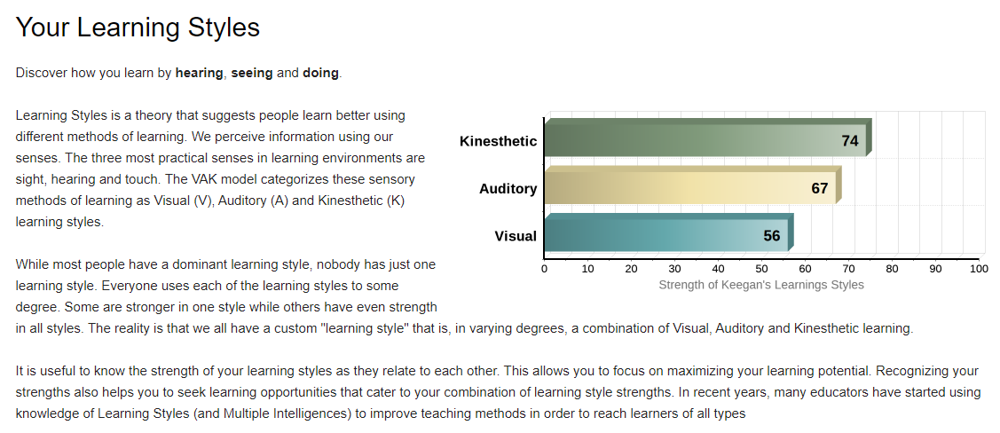 Your Learning Styles
Discover how you learn by hearing, seeing and doing.
Learning Styles is a theory that suggests people learn better using
different methods of learning. We perceive information using our
senses. The three most practical senses in learning environments are
sight, hearing and touch. The VAK model categorizes these sensory
methods of learning as Visual (V), Auditory (A) and Kinesthetic (K)
learning styles.
Kinesthetic 74
Auditory 67
Visual 56
0 10 20 30 40 50 60 70 80 90 100
Strength of Keegan's Learnings Styles
While most people have a dominant learning style, nobody has just one
learning style. Everyone uses each of the learning styles to some
degree. Some are stronger in one style while others have even strength
in all styles. The reality is that we all have a custom "learning style" that is, in varying degrees, a combination of Visual, Auditory and Kinesthetic learning.
It is useful to know the strength of your learning styles as they relate to each other. This allows you to focus on maximizing your learning potential. Recognizing your
strengths also helps you to seek learning opportunities that cater to your combination of learning style strengths. In recent years, many educators have started using
knowledge of Learning Styles (and Multiple Intelligences) to improve teaching methods in order to reach learners of all types